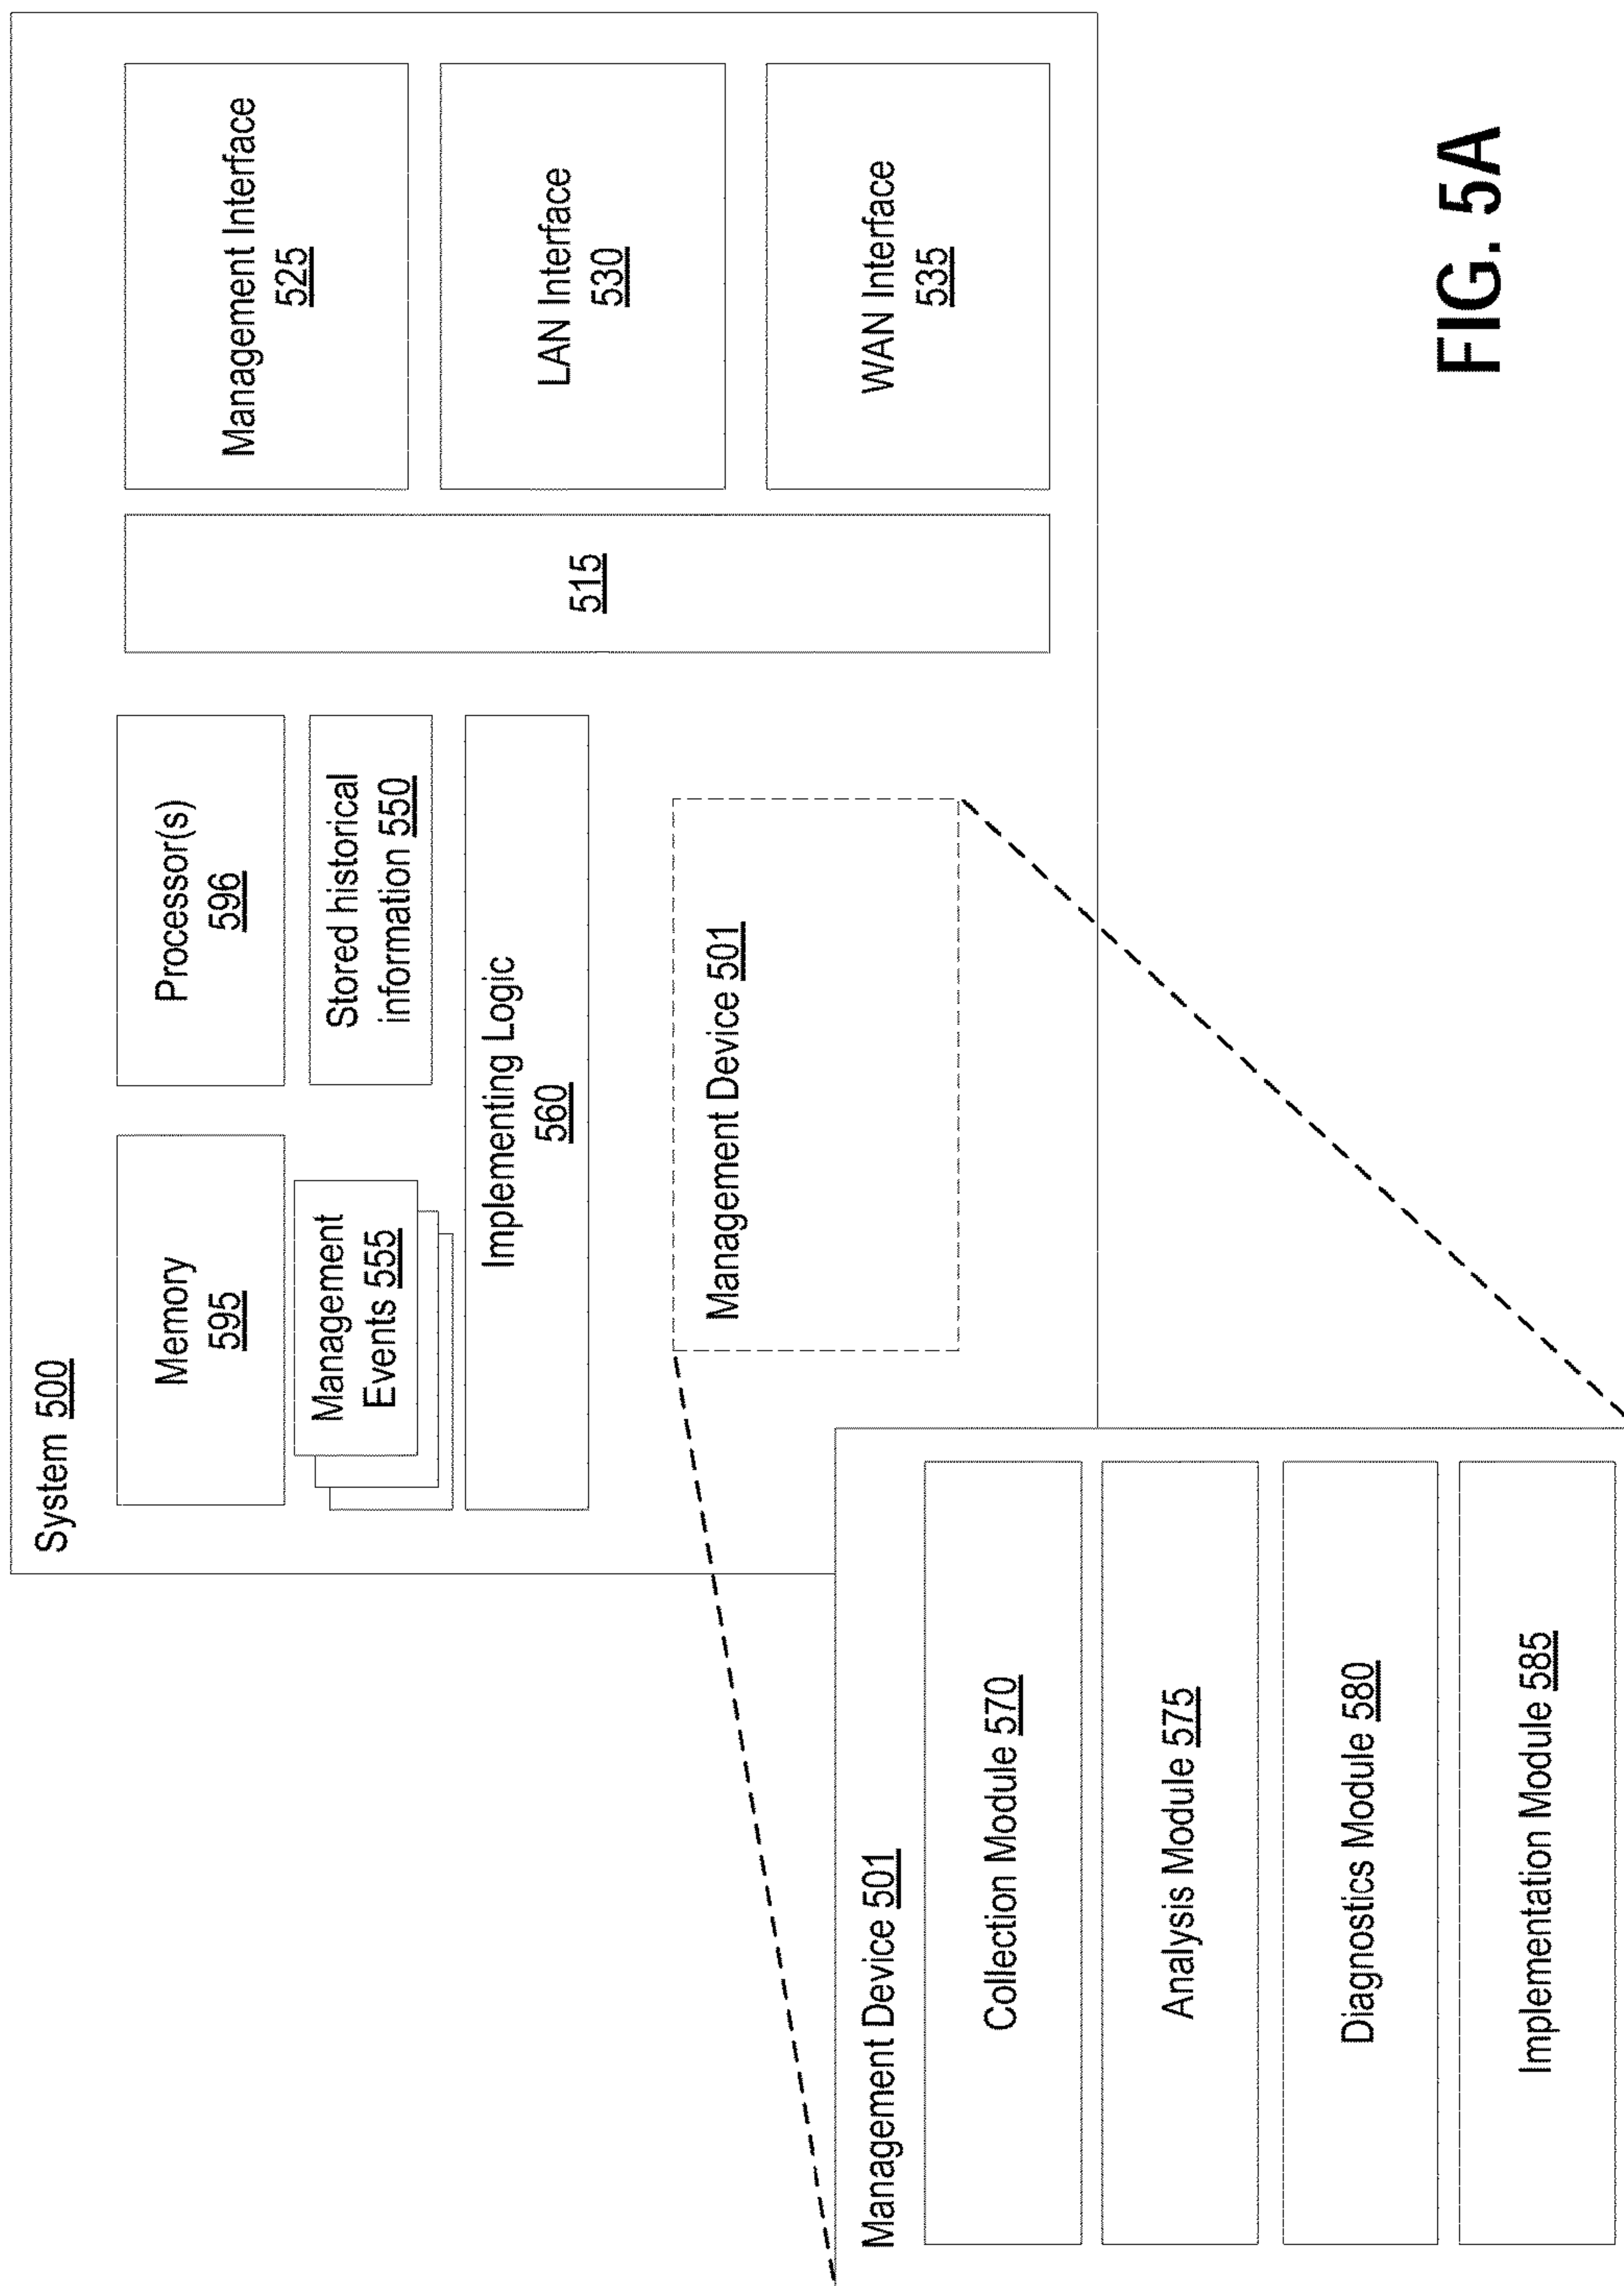 System 500
Memory
595
Processor(s)
596
Management
Events 555
Stored historical
information 550
Implementing Logic
560
Management Device 501
515
Management Interface
525
LAN Interface
530
WAN Interface
535
Management Device 501
Collection Module 570
Analysis Module 575
Diagnostics Module 580
Implementation Module 585
FIG. 5A